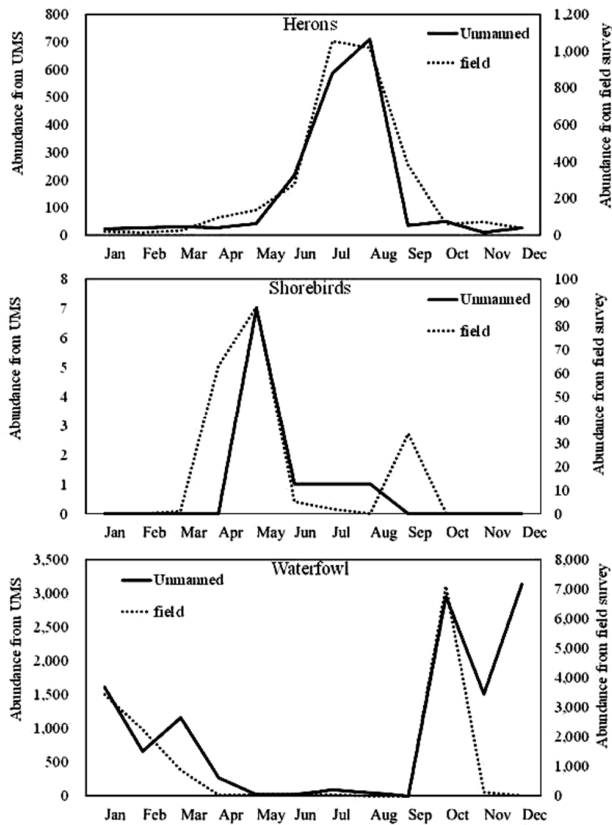 Herons
Abundance from UMS
Abundance from field survey
800
700
600
500
400
300
200
100
0
1,200
1,000
800
600
400
200
0
Unmanned
field
Jan Feb Mar Apr May Jun Jul Aug Sep Oct Nov Dec
Shorebirds
Abundance from UMS
Abundance from field survey
8
7
6
5
4
3
2
1
0
100
90
80
70
60
50
40
30
20
10
0
Unmanned
field
Jan Feb Mar Apr May Jun Jul Aug Sep Oct Nov Dec
Waterfowl
Abundance from UMS
Abundance from field survey
3,500
3,000
2,500
2,000
1,500
1,000
500
0
8,000
7,000
6,000
5,000
4,000
3,000
2,000
1,000
0
Unmanned
field
Jan Feb Mar Apr May Jun Jul Aug Sep Oct Nov Dec